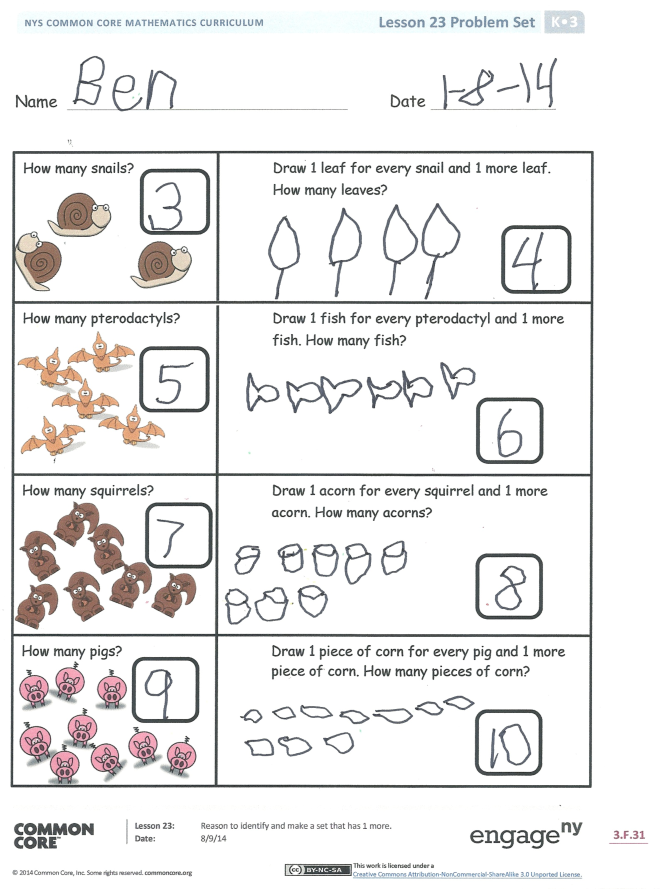 NYS COMMON CORE MATHEMATICS CURRICULUM
Lesson 23 Problem Set
K•3
Name Ben
Date 1-8-14
How many snails?
3
Draw 1 leaf for every snail and 1 more leaf.
How many leaves?
4
How many pterodactyls?
5
Draw 1 fish for every pterodactyl and 1 more
fish. How many fish?
6
How many squirrels?
7
Draw 1 acorn for every squirrel and 1 more
acorn. How many acorns?
8
How many pigs?
9
Draw 1 piece of corn for every pig and 1 more
piece of corn. How many pieces of corn?
10
COMMON
CORE™
Lesson 23: Reason to identify and make a set that has 1 more.
Date: 8/9/14
engage ny
3.F.31
© 2014 Common Core, Inc. Some rights reserved. commoncore.org
cc BY-NC-SA
This work is licensed under a
Creative Commons Attribution-NonCommercial-ShareAlike 3.0 Unported License.